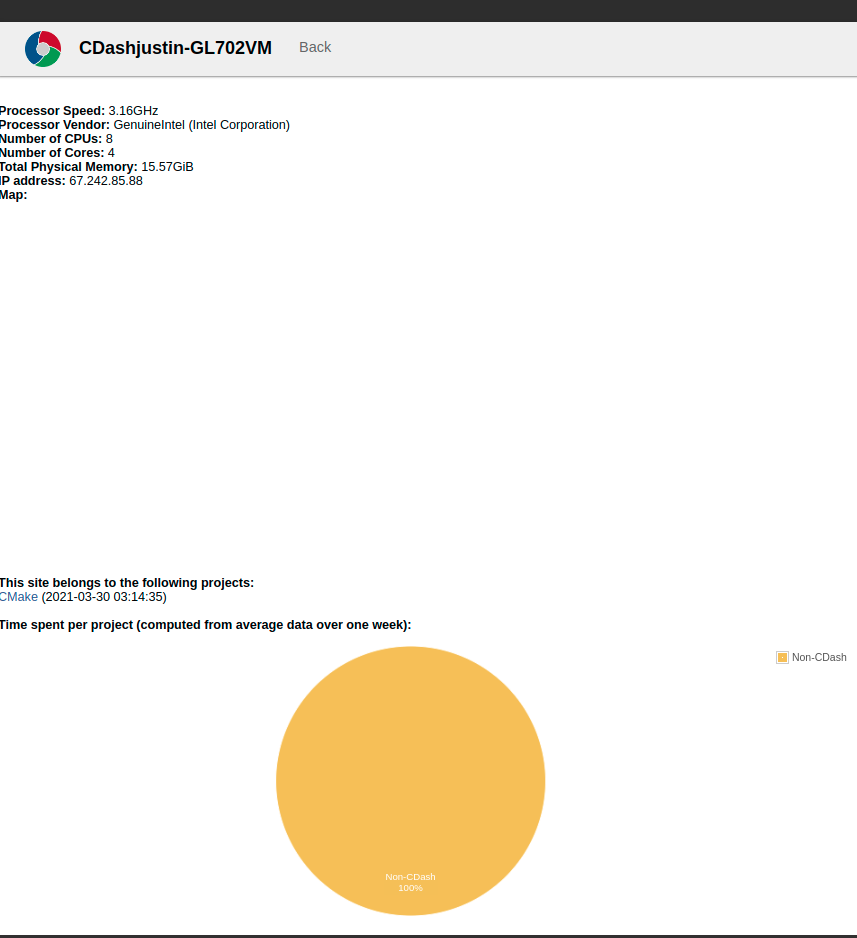 CDashjustin-GL702VM Back
Processor Speed: 3.16GHz
Processor Vendor: GenuineIntel (Intel Corporation)
Number of CPUs: 8
Number of Cores: 4
Total Physical Memory: 15.57GiB
IP address: 67.242.85.88
Map:
This site belongs to the following projects:
CMake (2021-03-30 03:14:35)
Time spent per project (computed from average data over one week):
Non-CDash
Non-CDash
100%